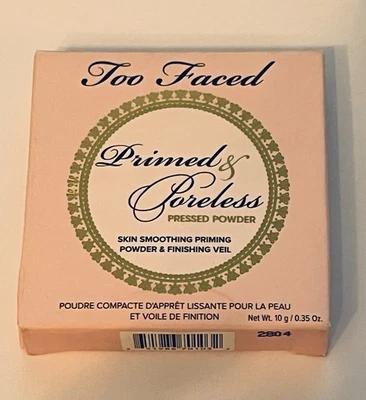 Too Faced
Primed &
Poreless
PRESSED POWDER
SKIN SMOOTHING PRIMING
POWDER & FINISHING VEIL
POUDRE COMPACTE D'APPRÊT LISSANTE POUR LA PEAU
ET VOILE DE FINITION
Net Wt. 10 g / 0.35 Oz.
2804